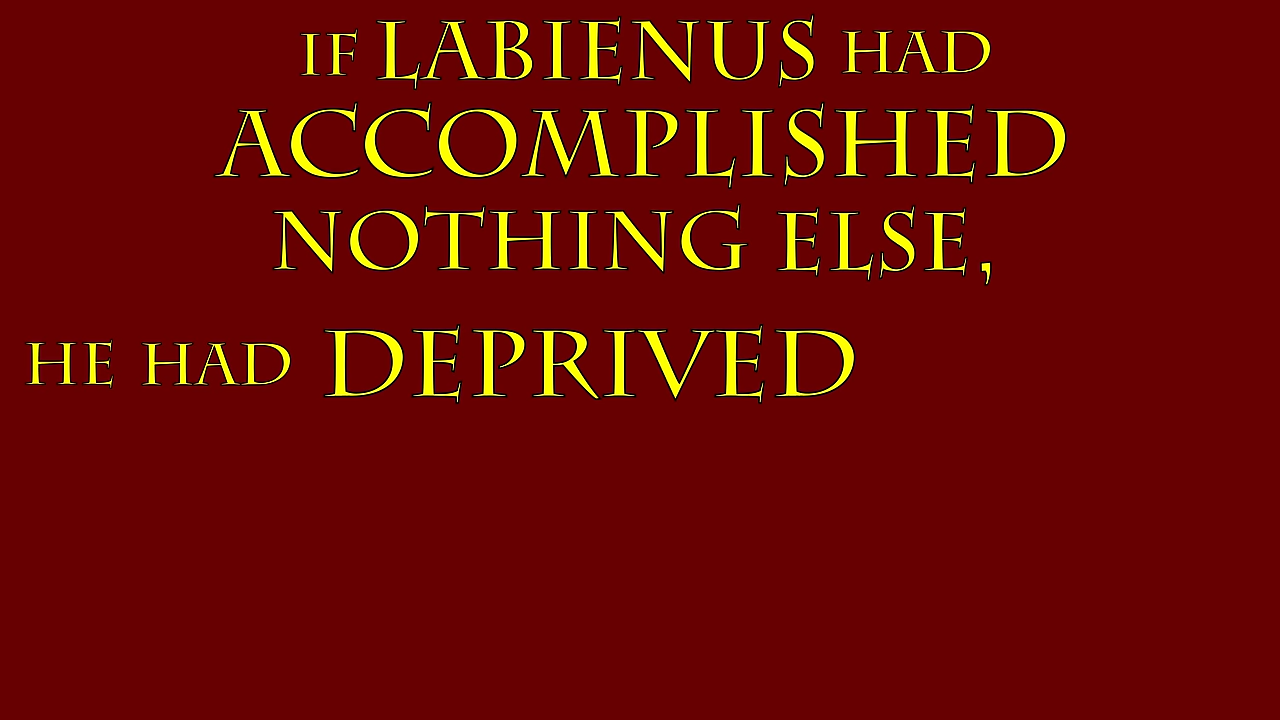 IF LABIENUS HAD
ACCOMPLISHED
NOTHING ELSE,
HE HAD DEPRIVED